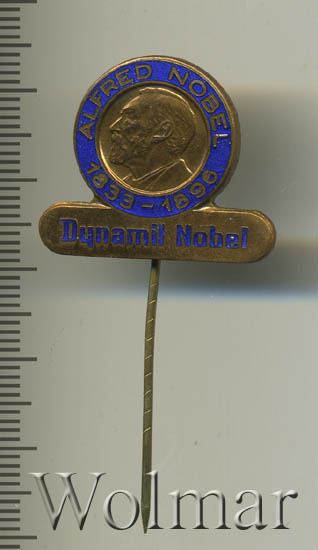 ALFRED NOBEL
1833-1896
Dynamit Nobel
Wolmar